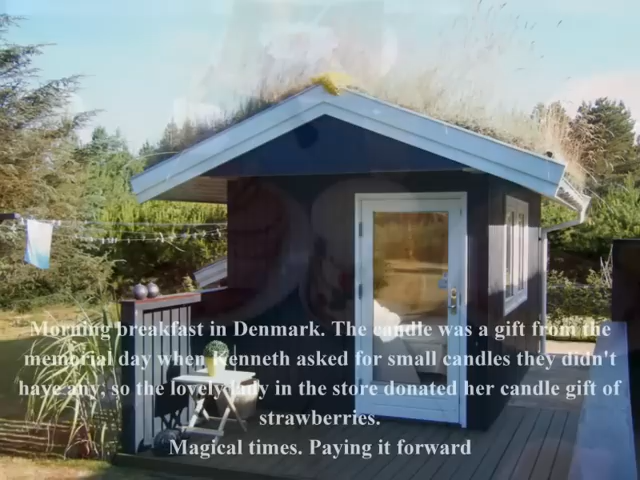 Morning breakfast in Denmark. The candle was a gift from the
memorial day when Kenneth asked for small candles they didn't
have any, so the lovely lady in the store donated her candle gift of
strawberries.
Magical times. Paying it forward